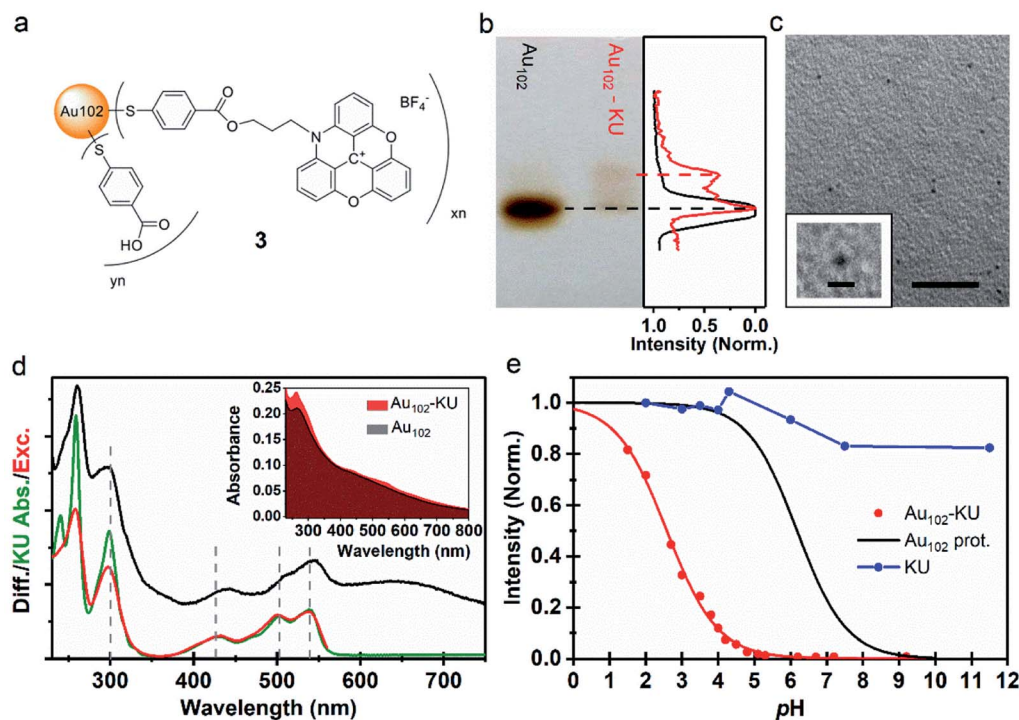 a
Au102
S
O
O
N
BF4-
C+
O
O
xn
S
O
HO
yn
3
b
Au102
Au102 - KU
1.0 0.5 0.0
Intensity (Norm.)
c
d
Diff./KU Abs./Exc.
300 400 500 600 700
Wavelength (nm)
0.25
0.20
0.15
0.10
0.05
0.00
Absorbance
Au102-KU
Au102
300 400 500 600 700 800
Wavelength (nm)
e
Intensity (Norm.)
1.0
0.8
0.6
0.4
0.2
0.0
Au102-KU
Au102 prot.
KU
0 1 2 3 4 5 6 7 8 9 10 11 12
pH